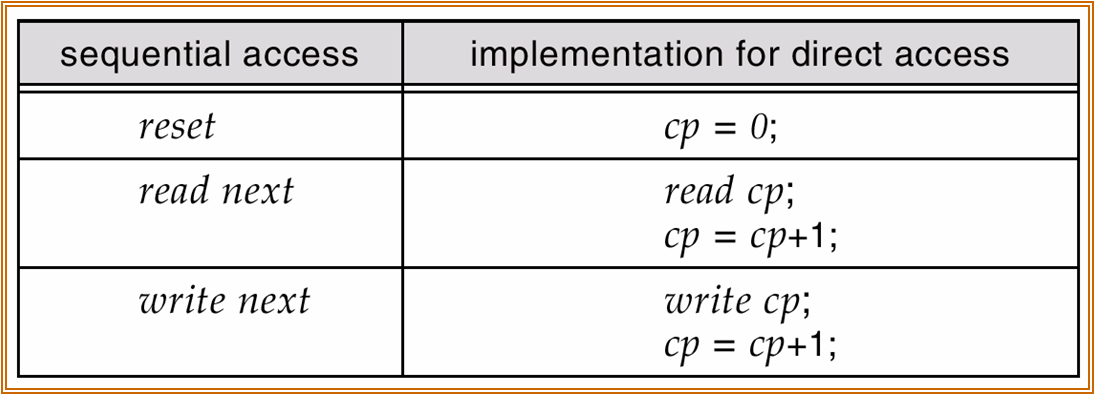 sequential access
implementation for direct access
reset
cp = 0;
read next
read cp;
cp = cp+1;
write next
write cp;
cp = cp+1;